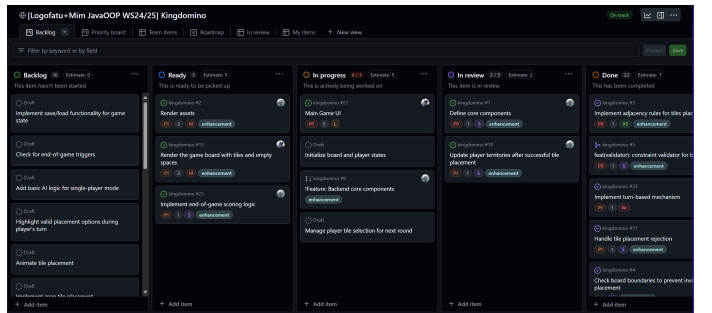 [Logofatu+Mim JavaOOP WS24/25] Kingdomino
On track
Backlog
Priority board
Team items
Roadmap
In review
My items
+ New view
Filter by keyword or by field
Discard
Save
Backlog 16 Estimate: 0
This item hasn't been started
Draft
Implement save/load functionality for game
state
Draft
Check for end-of-game triggers
Draft
Add basic AI logic for single-player mode
Draft
Highlight valid placement options during
player's turn
Draft
Animate tile placement
Draft
Implement snap tile placement
+ Add item
Ready 3 Estimate: 5
This is ready to be picked up
kingdomino #2
Render assets
P1 2 M enhancement
kingdomino #13
Render the game board with tiles and empty
spaces
P1 2 M enhancement
kingdomino #23
Implement end-of-game scoring logic
P1 1 S enhancement
+ Add item
In progress 4 / 3 Estimate: 5
This is actively being worked on
kingdomino #27
Main Game UI
P0 5 L
Draft
Initialize board and player states
kingdomino #8
!Feature: Backend core components
enhancement
Draft
Manage player tile selection for next round
+ Add item
In review 2 / 5 Estimate: 2
This item is in review
kingdomino #1
Define core components
P0 1 S enhancement
kingdomino #10
Update player territories after successful tile
placement
P1 1 S enhancement
+ Add item
Done 22 Estimate: 7
This has been completed
kingdomino #3
Implement adjacency rules for tiles plac
P0 1 XS enhancement
kingdomino #5
feat(validator): constraint validator for b
P0 1 S enhancement
kingdomino #33
Implement turn-based mechanism
P1 1 M
kingdomino #11
Handle tile placement rejection
P1 1 S enhancement
kingdomino #4
Check board boundaries to prevent inva
placement
+ Add item